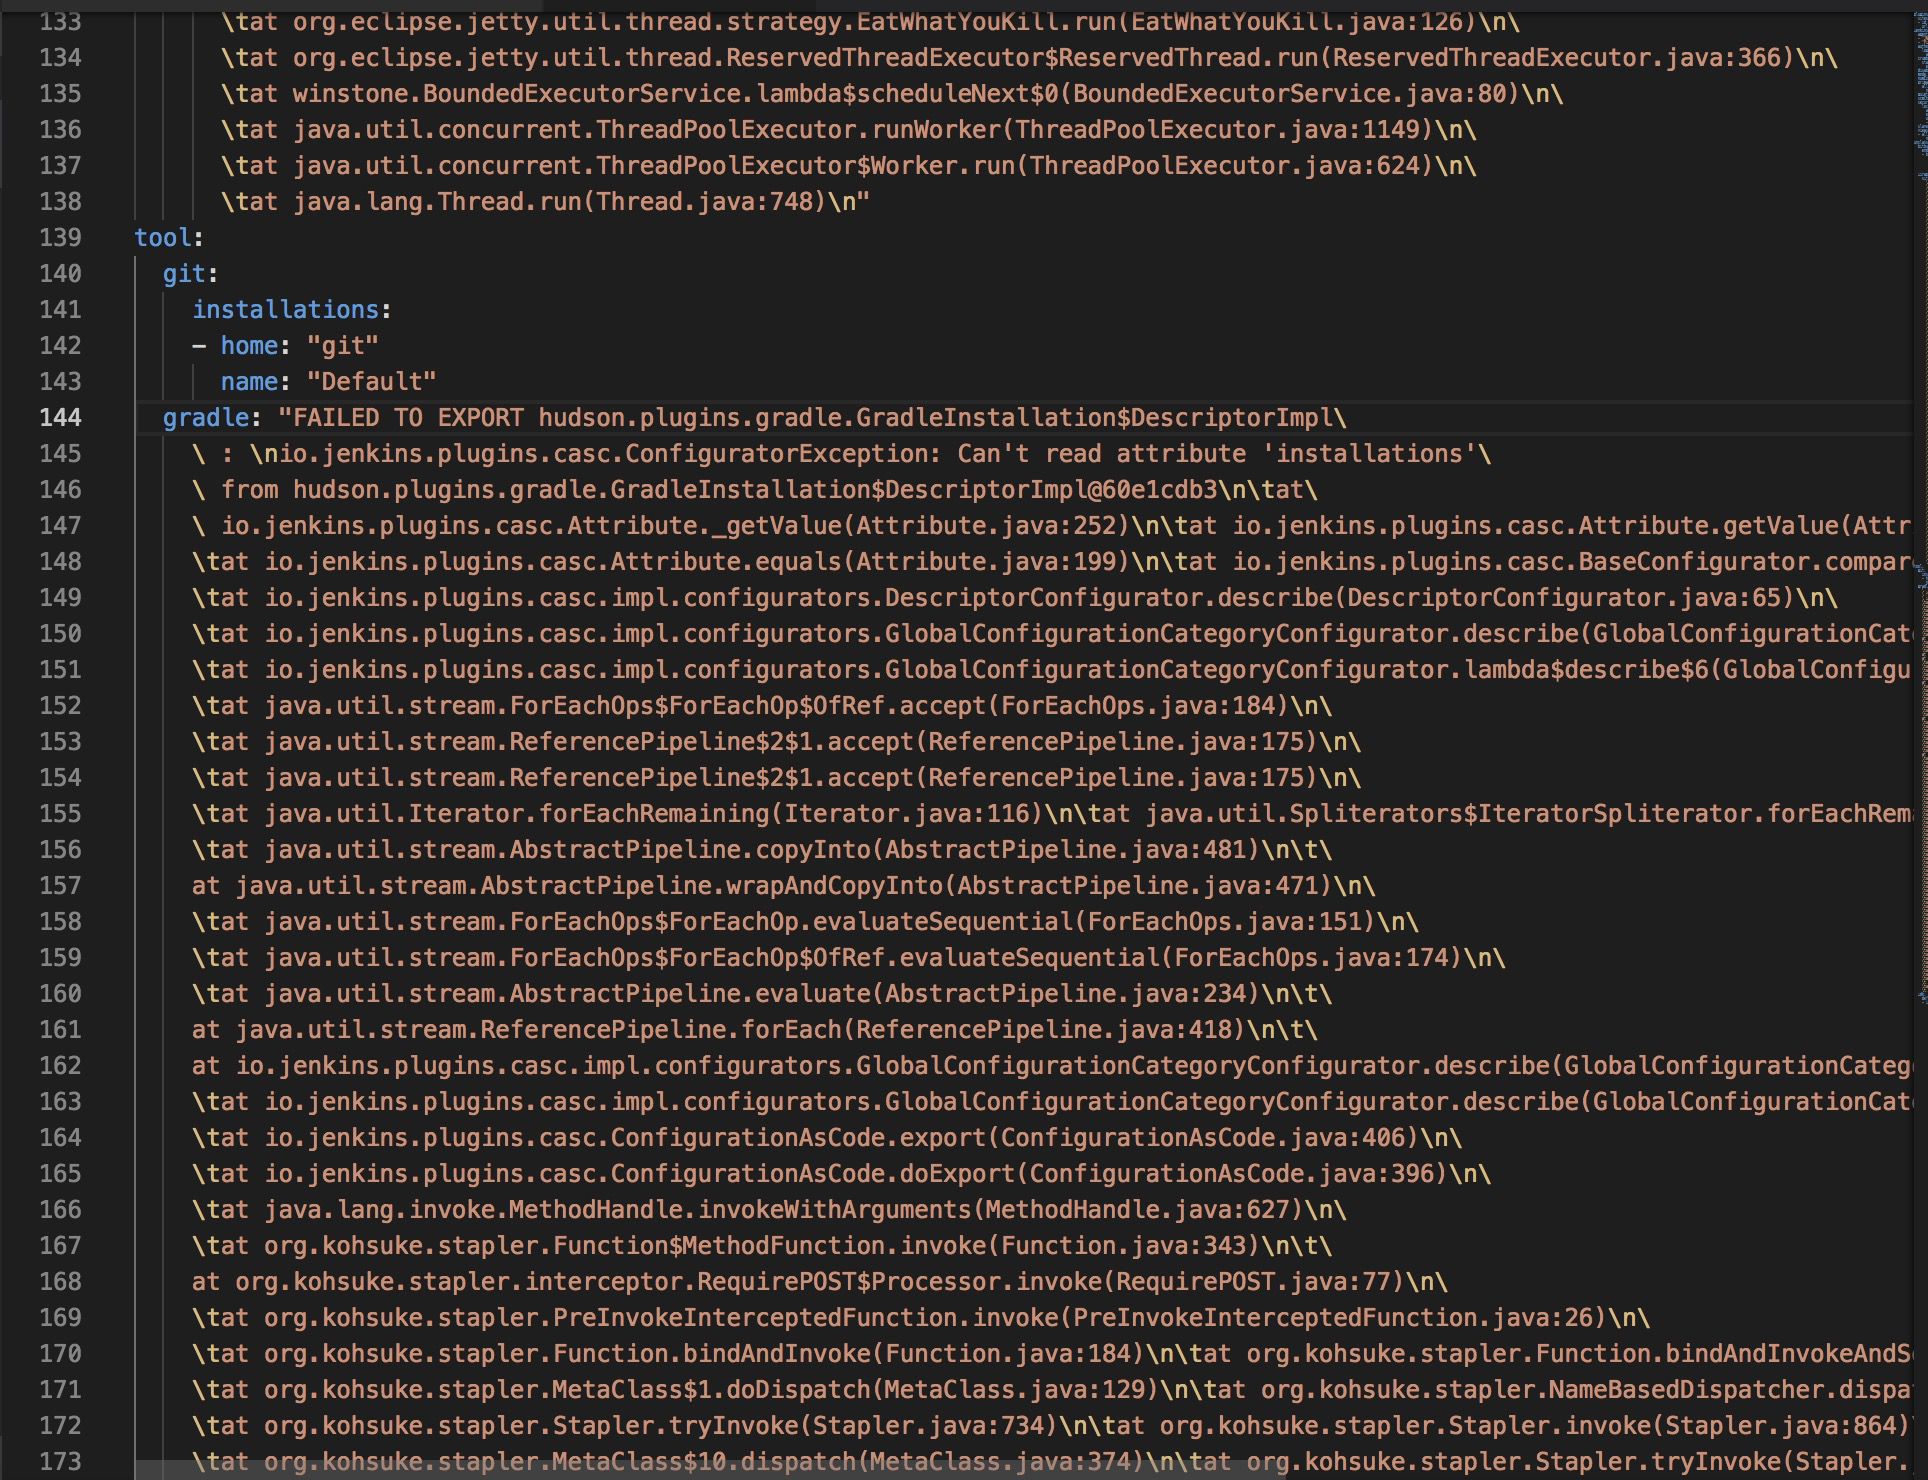 133 \tat org.eclipse.jetty.util.thread.strategy.EatWhatYouKill.run(EatWhatYouKill.java:126)\n\
134 \tat org.eclipse.jetty.util.thread.ReservedThreadExecutor$ReservedThread.run(ReservedThreadExecutor.java:366)\n\
135 \tat winstone.BoundedExecutorService.lambda$scheduleNext$0(BoundedExecutorService.java:80)\n\
136 \tat java.util.concurrent.ThreadPoolExecutor.runWorker(ThreadPoolExecutor.java:1149)\n\
137 \tat java.util.concurrent.ThreadPoolExecutor$Worker.run(ThreadPoolExecutor.java:624)\n\
138 \tat java.lang.Thread.run(Thread.java:748)\n"
139 tool:
140 git:
141 installations:
142 - home: "git"
143 name: "Default"
144 gradle: "FAILED TO EXPORT hudson.plugins.gradle.GradleInstallation$DescriptorImpl\
145 \ : \nio.jenkins.plugins.casc.ConfiguratorException: Can't read attribute 'installations'\
146 \ from hudson.plugins.gradle.GradleInstallation$DescriptorImpl@60e1cdb3\n\tat\
147 \ io.jenkins.plugins.casc.Attribute._getValue(Attribute.java:252)\n\tat io.jenkins.plugins.casc.Attribute.getValue(Attr
148 \tat io.jenkins.plugins.casc.Attribute.equals(Attribute.java:199)\n\tat io.jenkins.plugins.casc.BaseConfigurator.compar
149 \tat io.jenkins.plugins.casc.impl.configurators.DescriptorConfigurator.describe(DescriptorConfigurator.java:65)\n\
150 \tat io.jenkins.plugins.casc.impl.configurators.GlobalConfigurationCategoryConfigurator.describe(GlobalConfigurationCat
151 \tat io.jenkins.plugins.casc.impl.configurators.GlobalConfigurationCategoryConfigurator.lambda$describe$6(GlobalConfigu
152 \tat java.util.stream.ForEachOps$ForEachOp$OfRef.accept(ForEachOps.java:184)\n\
153 \tat java.util.stream.ReferencePipeline$2$1.accept(ReferencePipeline.java:175)\n\
154 \tat java.util.stream.ReferencePipeline$2$1.accept(ReferencePipeline.java:175)\n\
155 \tat java.util.Iterator.forEachRemaining(Iterator.java:116)\n\tat java.util.Spliterators$IteratorSpliterator.forEachRem
156 \tat java.util.stream.AbstractPipeline.copyInto(AbstractPipeline.java:481)\n\t\
157 at java.util.stream.AbstractPipeline.wrapAndCopyInto(AbstractPipeline.java:471)\n\
158 \tat java.util.stream.ForEachOps$ForEachOp.evaluateSequential(ForEachOps.java:151)\n\
159 \tat java.util.stream.ForEachOps$ForEachOp$OfRef.evaluateSequential(ForEachOps.java:174)\n\
160 \tat java.util.stream.AbstractPipeline.evaluate(AbstractPipeline.java:234)\n\t\
161 at java.util.stream.ReferencePipeline.forEach(ReferencePipeline.java:418)\n\t\
162 at io.jenkins.plugins.casc.impl.configurators.GlobalConfigurationCategoryConfigurator.describe(GlobalConfigurationCateg
163 \tat io.jenkins.plugins.casc.impl.configurators.GlobalConfigurationCategoryConfigurator.describe(GlobalConfigurationCat
164 \tat io.jenkins.plugins.casc.ConfigurationAsCode.export(ConfigurationAsCode.java:406)\n\
165 \tat io.jenkins.plugins.casc.ConfigurationAsCode.doExport(ConfigurationAsCode.java:396)\n\
166 \tat java.lang.invoke.MethodHandle.invokeWithArguments(MethodHandle.java:627)\n\
167 \tat org.kohsuke.stapler.Function$MethodFunction.invoke(Function.java:343)\n\t\
168 at org.kohsuke.stapler.interceptor.RequirePOST$Processor.invoke(RequirePOST.java:77)\n\
169 \tat org.kohsuke.stapler.PreInvokeInterceptedFunction.invoke(PreInvokeInterceptedFunction.java:26)\n\
170 \tat org.kohsuke.stapler.Function.bindAndInvoke(Function.java:184)\n\tat org.kohsuke.stapler.Function.bindAndInvokeAndS
171 \tat org.kohsuke.stapler.MetaClass$1.doDispatch(MetaClass.java:129)\n\tat org.kohsuke.stapler.NameBasedDispatcher.dispa
172 \tat org.kohsuke.stapler.Stapler.tryInvoke(Stapler.java:734)\n\tat org.kohsuke.stapler.Stapler.invoke(Stapler.java:864)
173 \tat org.kohsuke.stapler.MetaClass$10.dispatch(MetaClass.java:374)\n\tat org.kohsuke.stapler.Stapler.tryInvoke(Stapler.